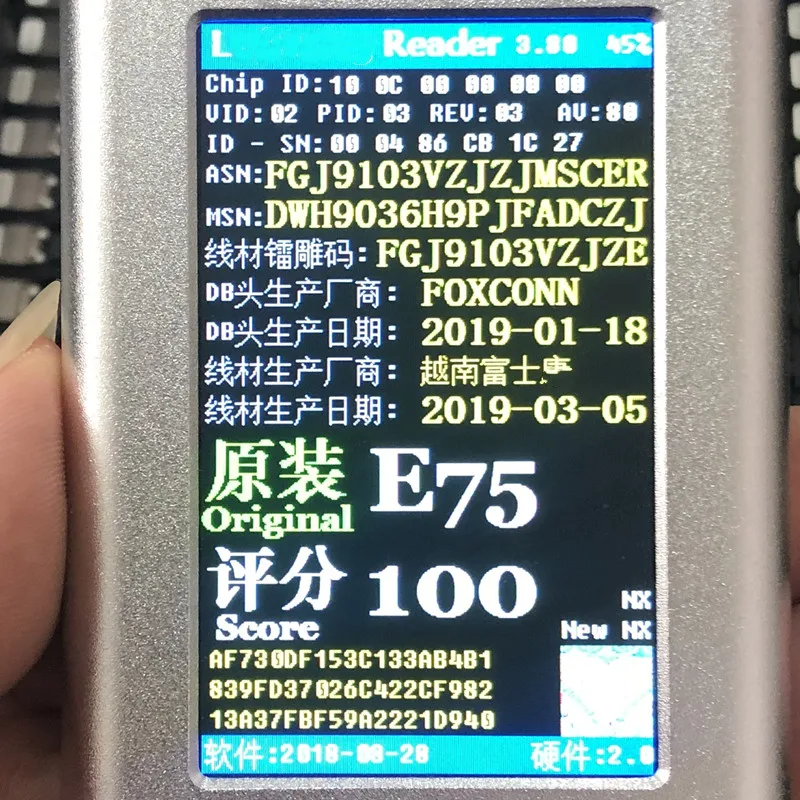 L Reader 3.80 45%
Chip ID:10 0C 00 00 00 00
VID:02 PID:03 REV:03 AV:80
ID - SN:00 04 86 CB 1C 27
ASN:FGJ9103VZJZJMSCER
MSN:DWH9036H9PJFADCZJ
线材镭雕码:FGJ9103VZJZE
DB头生产厂商: FOXCONN
DB头生产日期: 2019-01-18
线材生产厂商: 越南富士康
线材生产日期: 2019-03-05
原装 E75
Original
评分 100
Score
NX
New NX
AF730DF153C133AB4B1
839FD37026C422CF982
13A37FBF59A2221D940
软件:2018-08-28 硬件:2.0